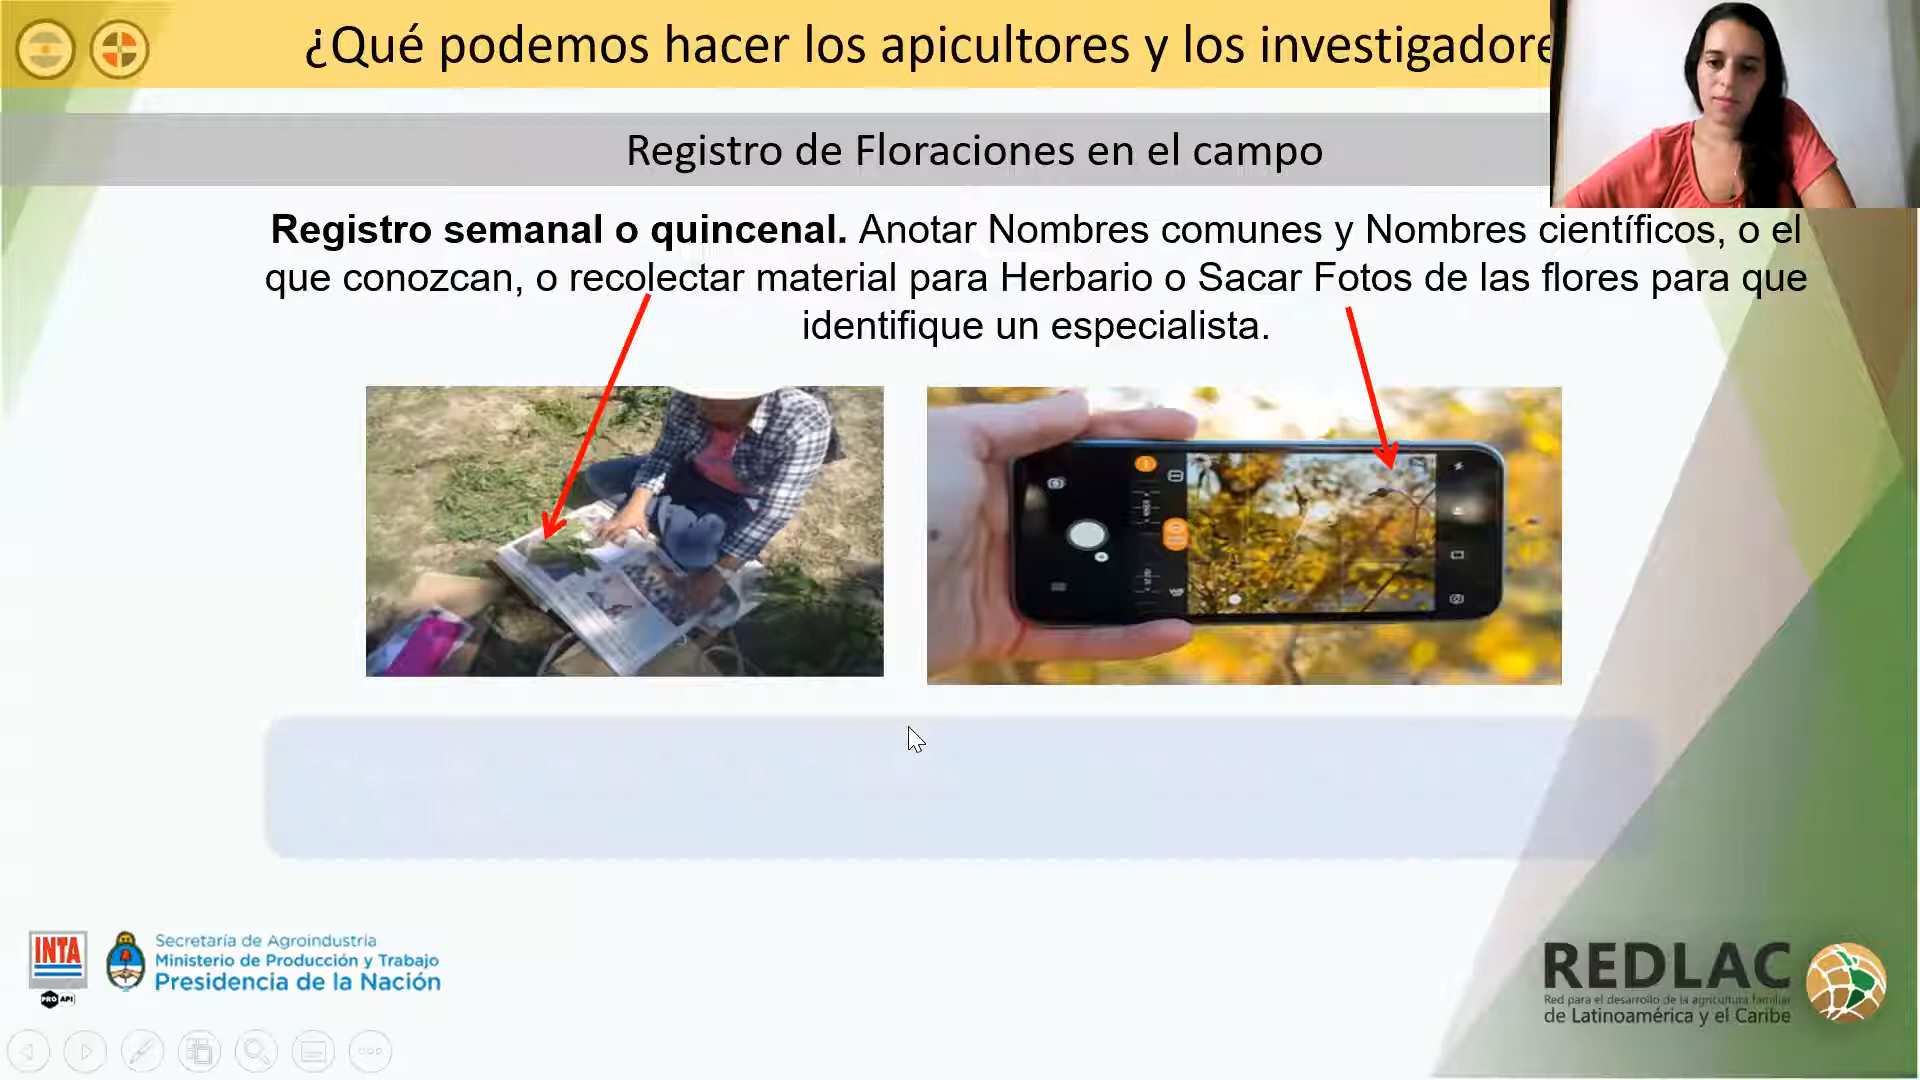 ¿Qué podemos hacer los apicultores y los investigadore
Registro de Floraciones en el campo
Registro semanal o quincenal. Anotar Nombres comunes y Nombres científicos, o el
que conozcan, o recolectar material para Herbario o Sacar Fotos de las flores para que
identifique un especialista.
INTA
PRO API
Secretaría de Agroindustria
Ministerio de Producción y Trabajo
Presidencia de la Nación
REDLAC
Red para el desarrollo de la agricultura familiar
de Latinoamérica y el Caribe